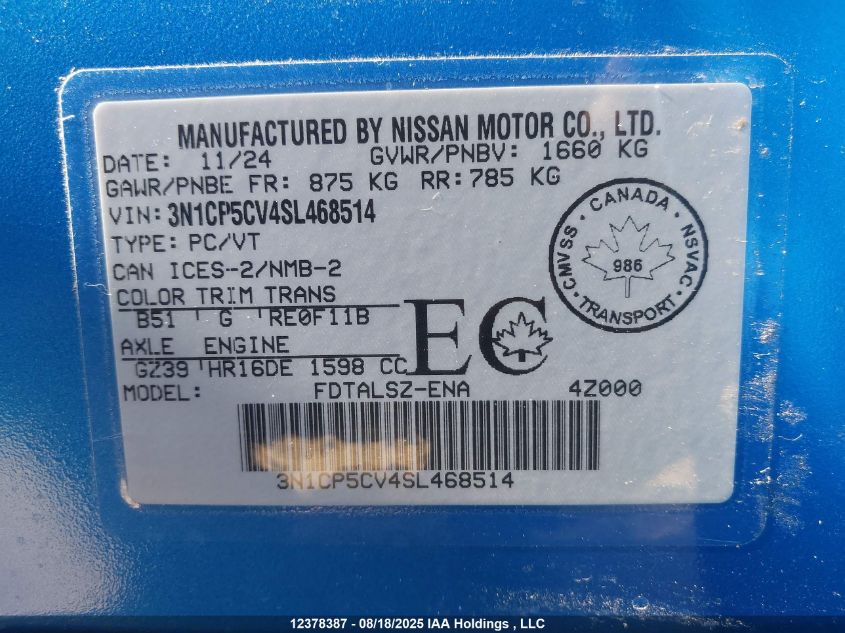 MANUFACTURED BY NISSAN MOTOR CO., LTD.
DATE: 11/24 GVWR/PNBV: 1660 KG
GAWR/PNBE FR: 875 KG RR:785 KG
VIN: 3N1CP5CV4SL468514
TYPE: PC/VT
CAN ICES-2/NMB-2
COLOR TRIM TRANS
B51 G RE0F11B
AXLE ENGINE
GZ39 HR16DE 1598 CC
EC
CANADA
CMVSS 986 NSVAC
TRANSPORT
MODEL: FDTALSZ-ENA 4Z000
3N1CP5CV4SL468514
12378387 - 08/18/2025 IAA Holdings , LLC